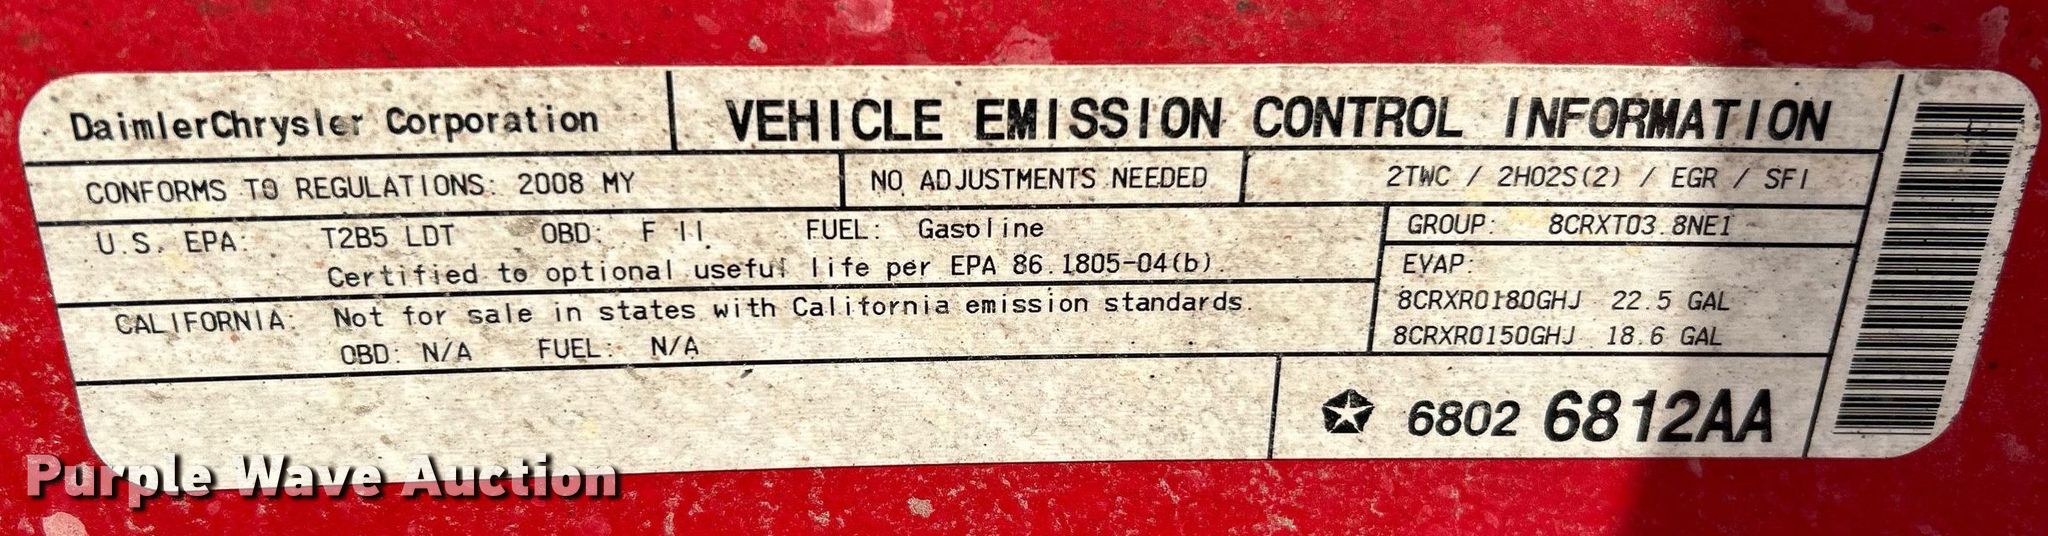 DaimlerChrysler Corporation
VEHICLE EMISSION CONTROL INFORMATION
CONFORMS TO REGULATIONS: 2008 MY
NO ADJUSTMENTS NEEDED
2TWC / 2HO2S(2) / EGR / SFI
U.S. EPA: T2B5 LDT OBD: F II FUEL: Gasoline
Certified to optional useful life per EPA 86.1805-04(b).
GROUP: 8CRXT03.8NE1
EVAP:
8CRXR0180GHJ 22.5 GAL
8CRXR0150GHJ 18.6 GAL
CALIFORNIA: Not for sale in states with California emission standards.
OBD: N/A FUEL: N/A
6802 6812AA
Purple Wave Auction